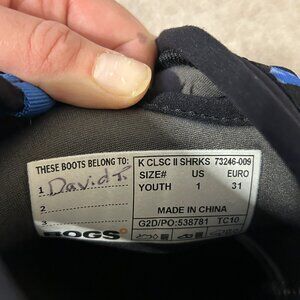 THESE BOOTS BELONG TO:
1 David T.
2
3
BOGS
K CLSC II SHRKS 73246-009
SIZE# US EURO
YOUTH 1 31
MADE IN CHINA
G2D/PO:538781 TC10